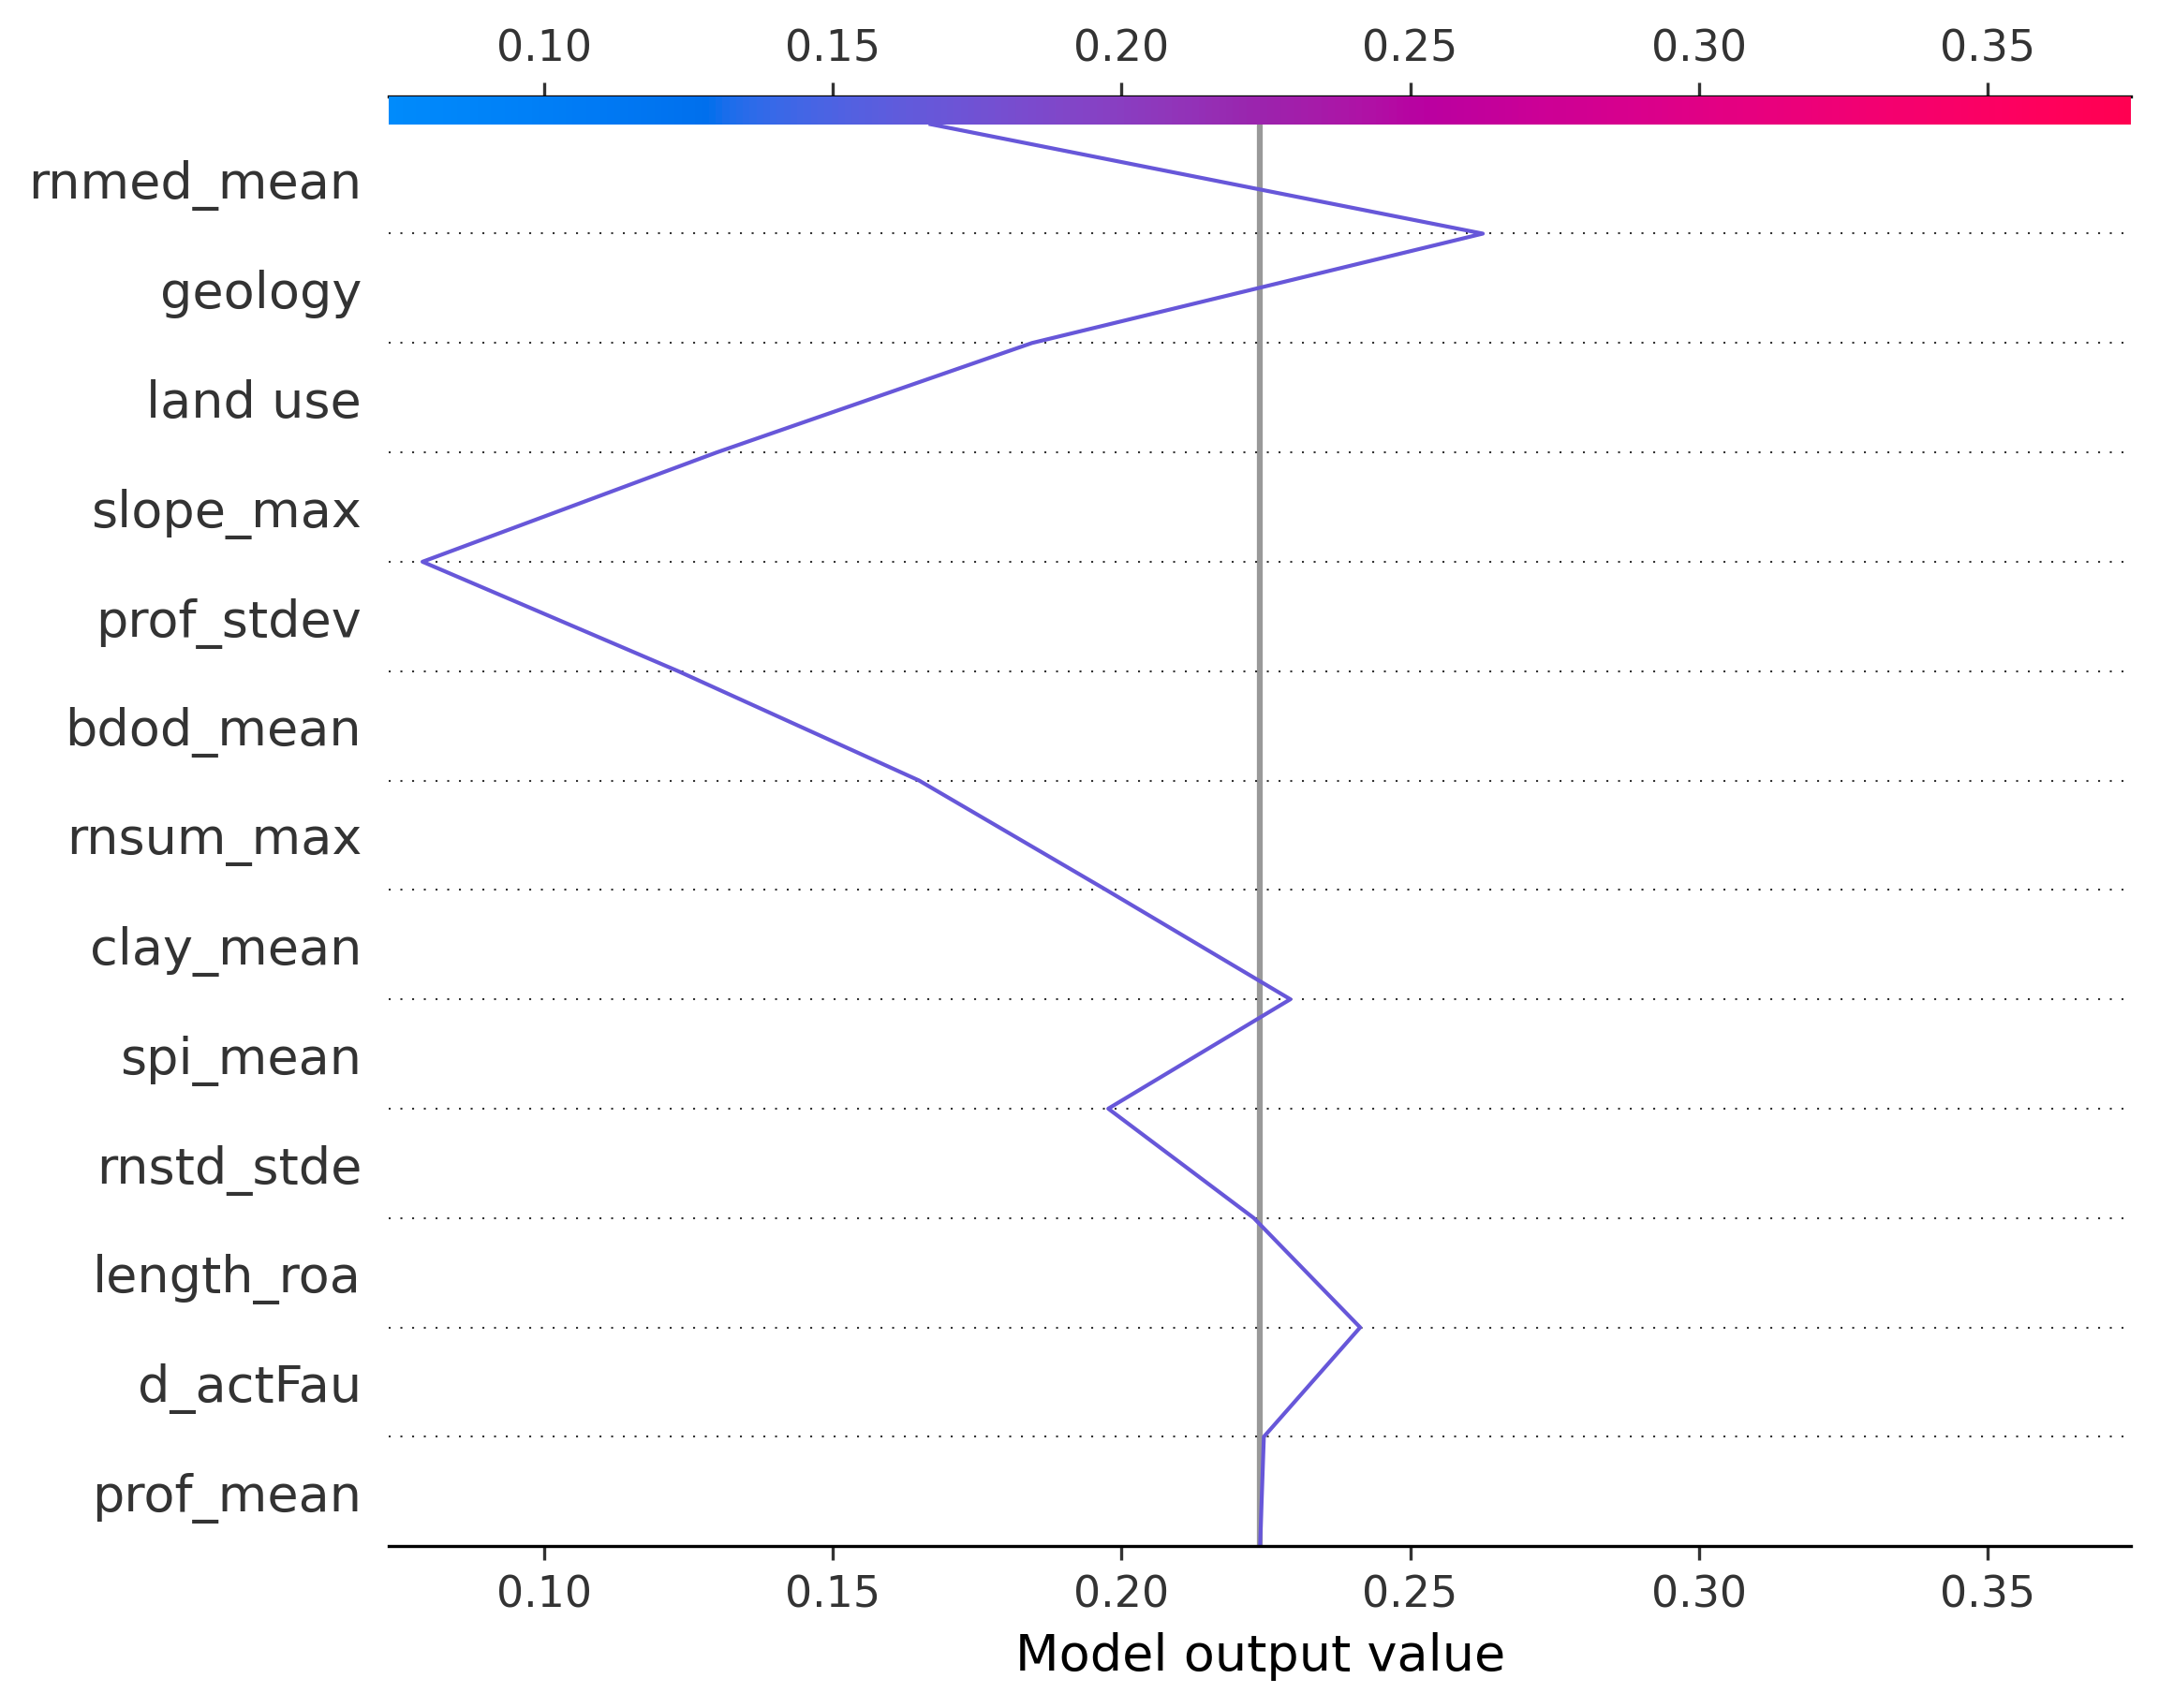 0.10 0.15 0.20 0.25 0.30 0.35
rnmed_mean
geology
land use
slope_max
prof_stdev
bdod_mean
rnsum_max
clay_mean
spi_mean
rnstd_stde
length_roa
d_actFau
prof_mean
0.10 0.15 0.20 0.25 0.30 0.35
Model output value